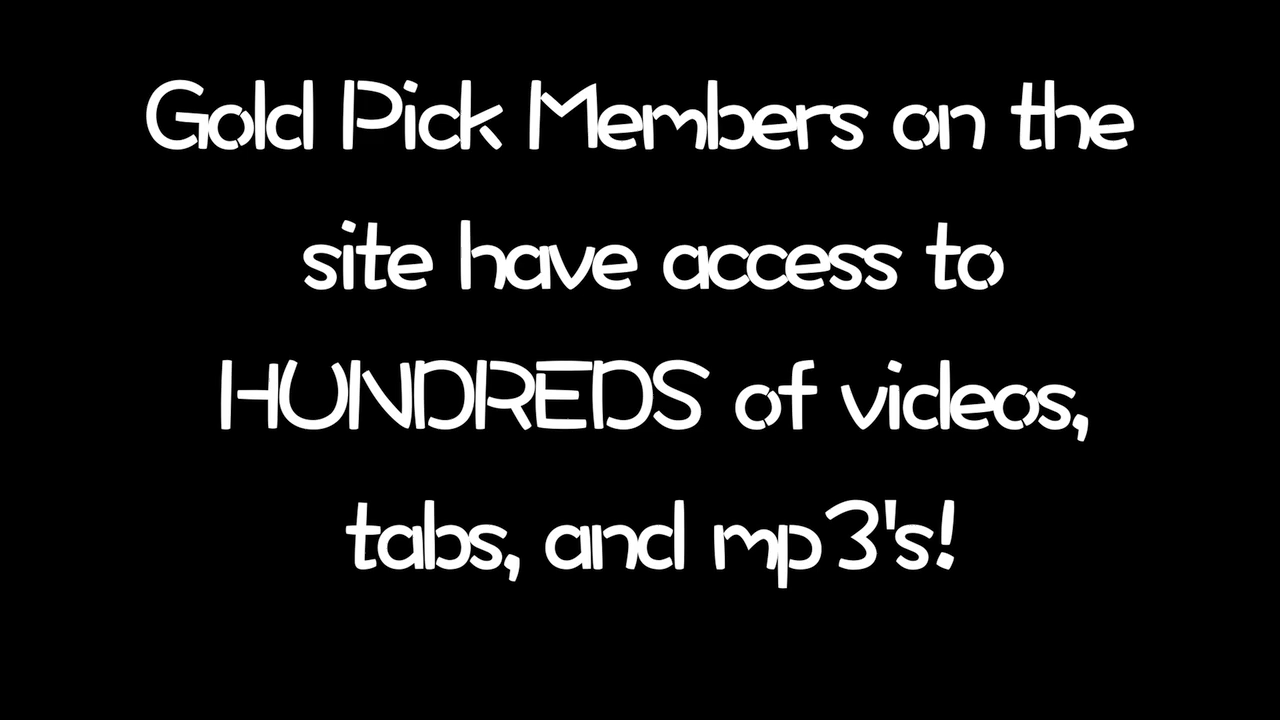 Gold Pick Members on the
site have access to
HUNDREDS of videos,
tabs, and mp3's!